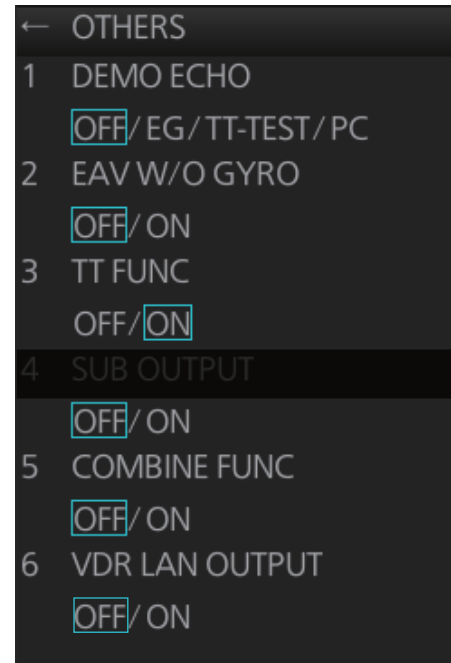 ← OTHERS
1 DEMO ECHO
OFF/ EG/ TT-TEST/ PC
2 EAV W/O GYRO
OFF/ ON
3 TT FUNC
OFF/ ON
4 SUB OUTPUT
OFF/ ON
5 COMBINE FUNC
OFF/ ON
6 VDR LAN OUTPUT
OFF/ ON